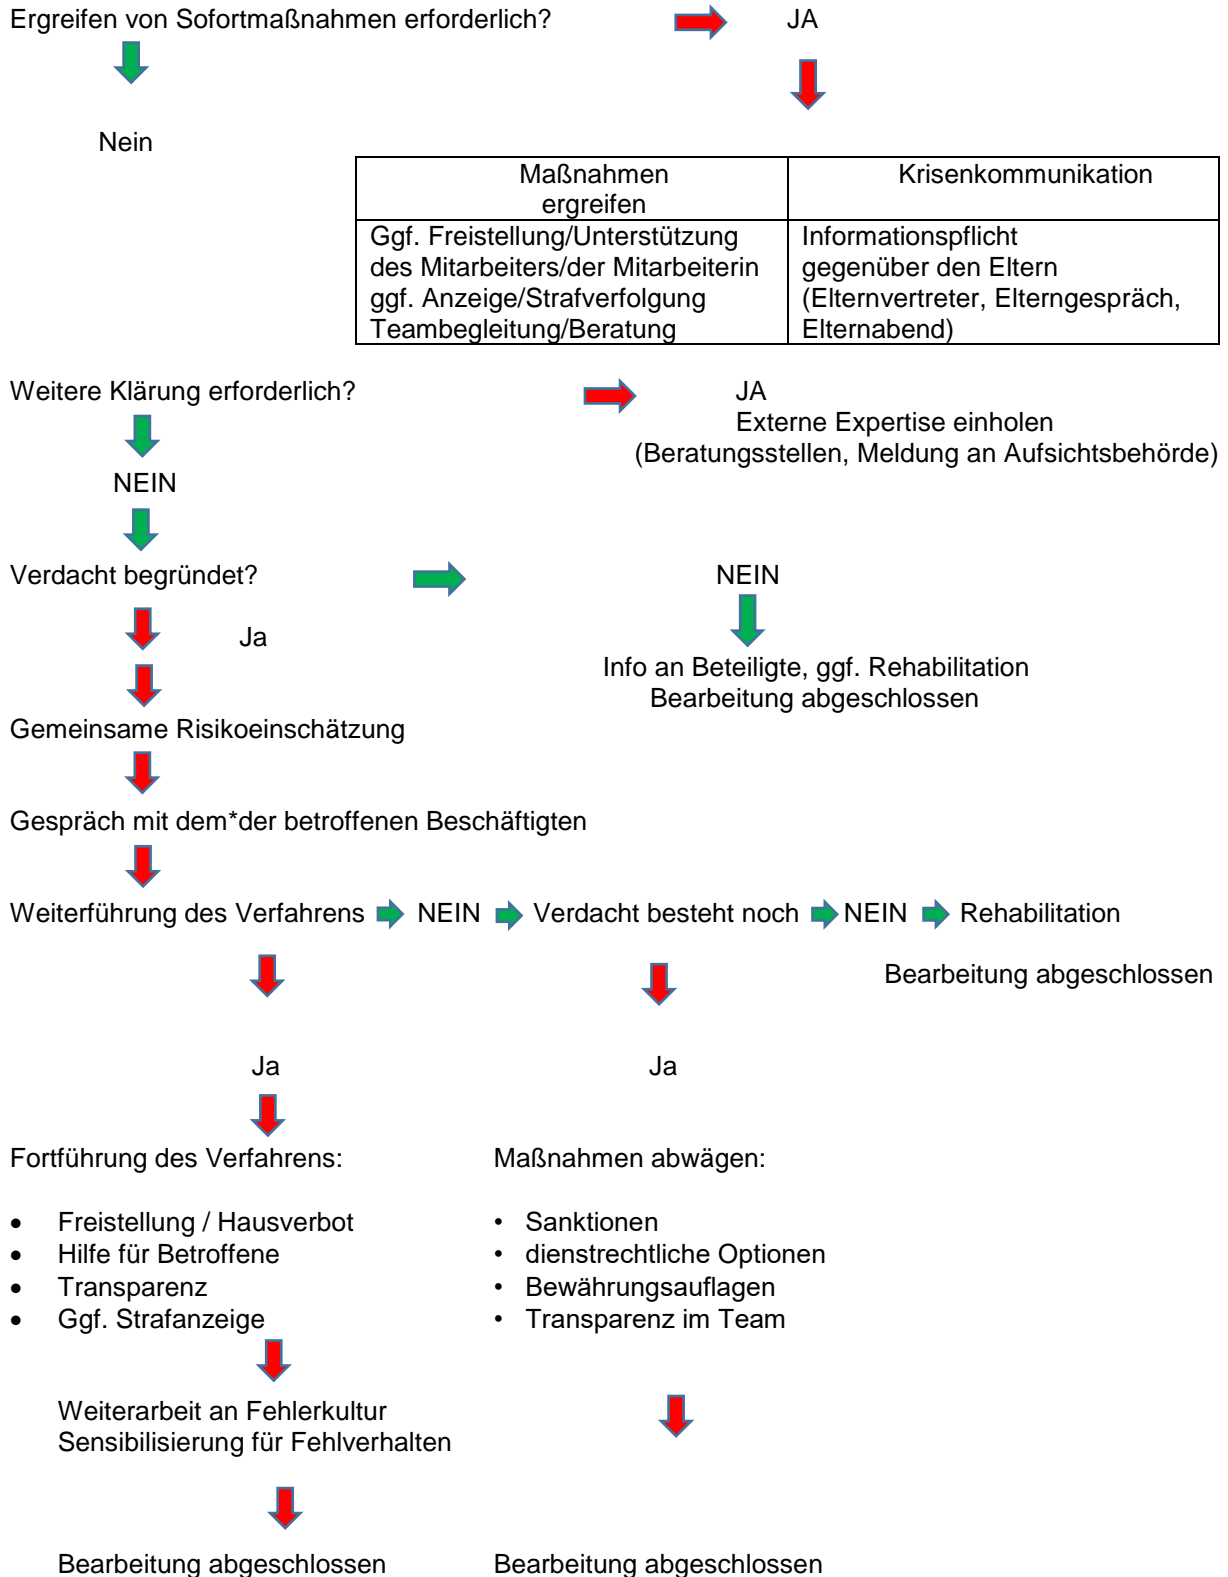 Ergreifen von Sofortmaßnahmen erforderlich? JA
Nein
Maßnahmen
ergreifen
Krisenkommunikation
Ggf. Freistellung/Unterstützung
des Mitarbeiters/der Mitarbeiterin
ggf. Anzeige/Strafverfolgung
Teambegleitung/Beratung
Informationspflicht
gegenüber den Eltern
(Elternvertreter, Elterngespräch,
Elternabend)
Weitere Klärung erforderlich? JA
Externe Expertise einholen
(Beratungsstellen, Meldung an Aufsichtsbehörde)
NEIN
Verdacht begründet? NEIN
Ja
Info an Beteiligte, ggf. Rehabilitation
Bearbeitung abgeschlossen
Gemeinsame Risikoeinschätzung
Gespräch mit dem*der betroffenen Beschäftigten
Weiterführung des Verfahrens NEIN Verdacht besteht noch NEIN Rehabilitation
Bearbeitung abgeschlossen
Ja Ja
Fortführung des Verfahrens:
• Freistellung / Hausverbot
• Hilfe für Betroffene
• Transparenz
• Ggf. Strafanzeige
Maßnahmen abwägen:
• Sanktionen
• dienstrechtliche Optionen
• Bewährungsauflagen
• Transparenz im Team
Weiterarbeit an Fehlerkultur
Sensibilisierung für Fehlverhalten
Bearbeitung abgeschlossen Bearbeitung abgeschlossen